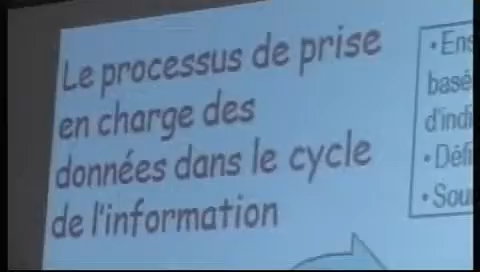 Le processus de prise
en charge des
données dans le cycle
de l'information